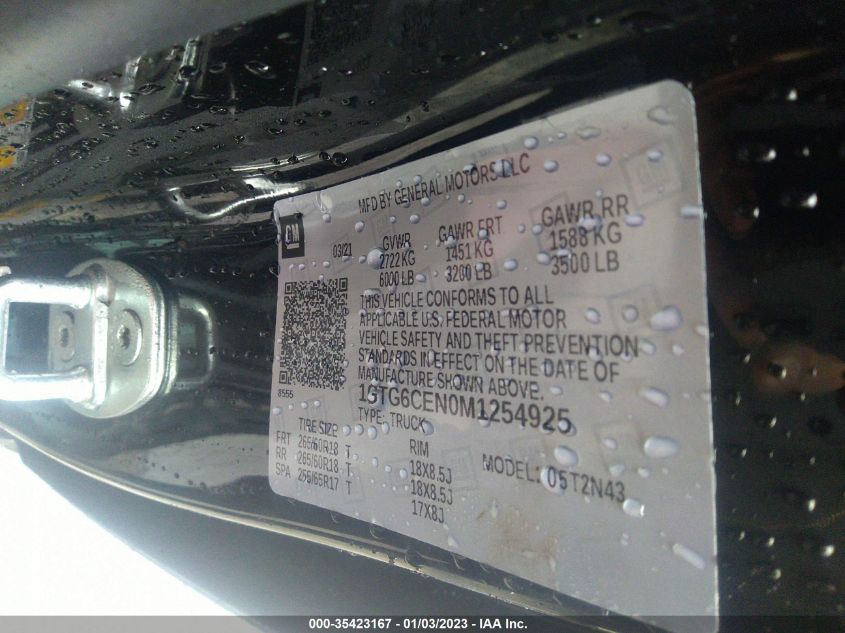 MFD BY GENERAL MOTORS LLC
GM
03/21 GVWR GAWR FRT GAWR RR
2722 KG 1451 KG 1588 KG
6000 LB 3200 LB 3500 LB
THIS VEHICLE CONFORMS TO ALL
APPLICABLE U.S. FEDERAL MOTOR
VEHICLE SAFETY AND THEFT PREVENTION
STANDARDS IN EFFECT ON THE DATE OF
MANUFACTURE SHOWN ABOVE.
8555
1GTG6CEN0M1254925
TYPE: TRUCK
MODEL: 05T2N43
TIRE SIZE RIM
FRT 265/60R18 T 18X8.5J
RR 265/60R18 T 18X8.5J
SPA 255/65R17 T 17X8J
000-35423167 — 01/03/2023 — IAA Inc.